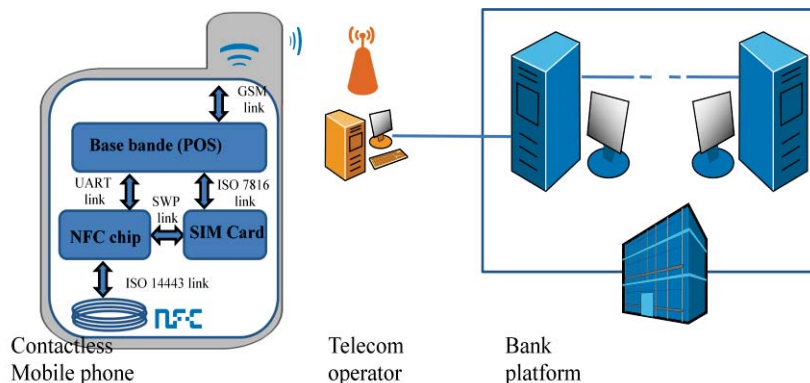 GSM
link
Base bande (POS)
UART
link
SWP
link
ISO 7816
link
NFC chip
SIM Card
ISO 14443 link
NFC
Contactless
Mobile phone
Telecom
operator
Bank
platform